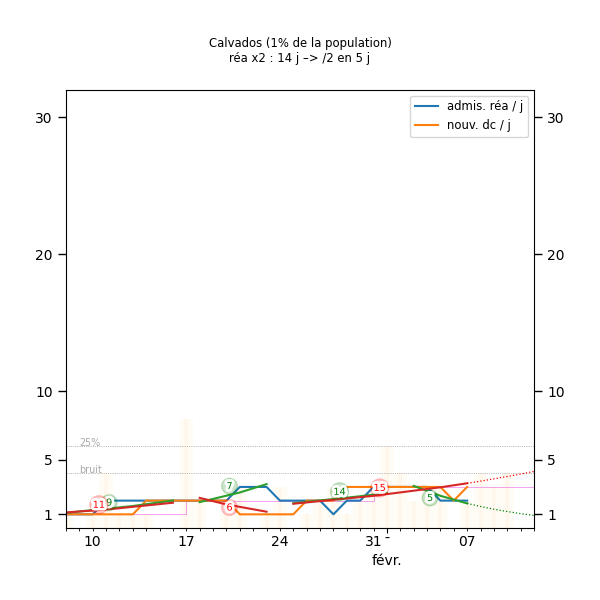 Calvados (1% de la population)
réa x2 : 14 j –> /2 en 5 j
admis. réa / j
nouv. dc / j
30 30
20 20
10 10
25%
5 5
bruit
7
14 15
11 9 6 5
1 1
10 17 24 31 07
févr.